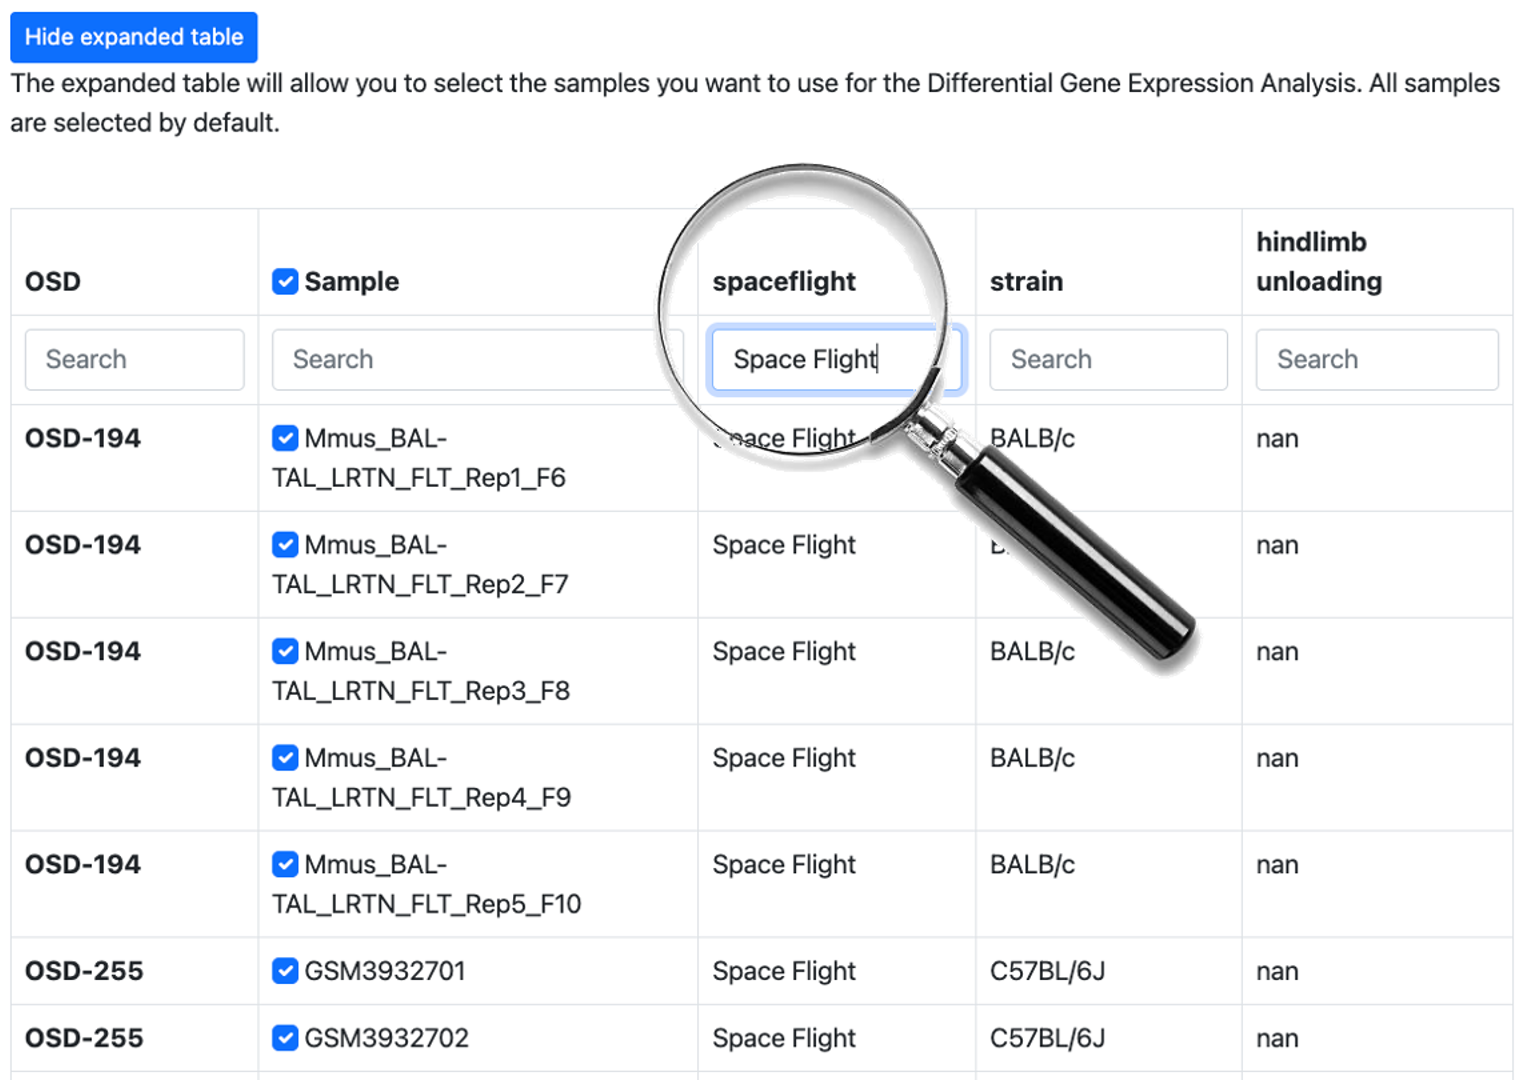 Hide expanded table
The expanded table will allow you to select the samples you want to use for the Differential Gene Expression Analysis. All samples
are selected by default.
hindlimb
OSD Sample spaceflight strain unloading
Search Search Space Flight Search Search
OSD-194 Mmus_BAL- Space Flight BALB/c nan
TAL_LRTN_FLT_Rep1_F6
OSD-194 Mmus_BAL- Space Flight nan
TAL_LRTN_FLT_Rep2_F7
OSD-194 Mmus_BAL- Space Flight BALB/c nan
TAL_LRTN_FLT_Rep3_F8
OSD-194 Mmus_BAL- Space Flight BALB/c nan
TAL_LRTN_FLT_Rep4_F9
OSD-194 Mmus_BAL- Space Flight BALB/c nan
TAL_LRTN_FLT_Rep5_F10
OSD-255 GSM3932701 Space Flight C57BL/6J nan
OSD-255 GSM3932702 Space Flight C57BL/6J nan